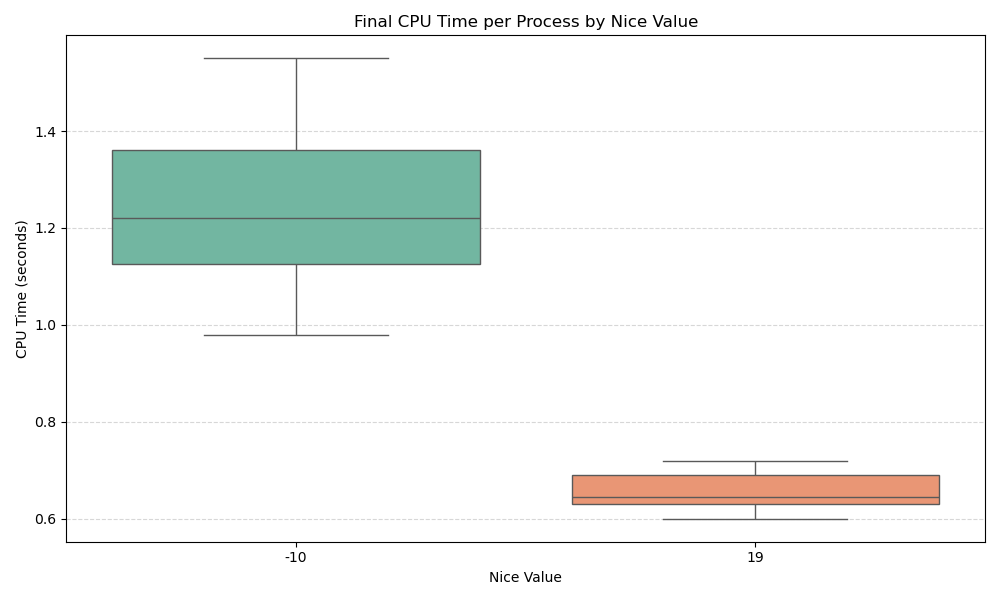 Final CPU Time per Process by Nice Value
CPU Time (seconds)
1.4
1.2
1.0
0.8
0.6
-10
19
Nice Value